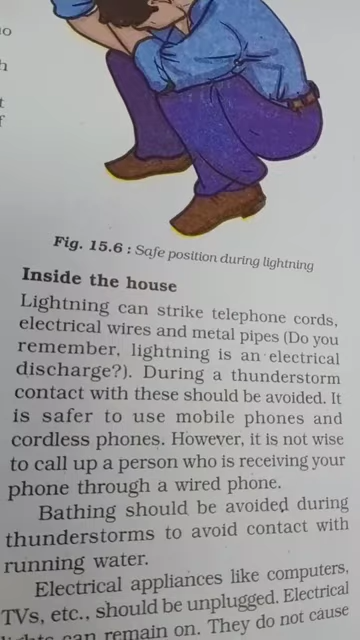 Fig. 15.6 : Safe position during lightning
Inside the house
Lightning can strike telephone cords,
electrical wires and metal pipes (Do you
remember, lightning is an electrical
discharge?). During a thunderstorm
contact with these should be avoided. It
is safer to use mobile phones and
cordless phones. However, it is not wise
to call up a person who is receiving your
phone through a wired phone.
Bathing should be avoided during
thunderstorms to avoid contact with
running water.
Electrical appliances like computers,
TVs, etc., should be unplugged. Electrical
lights can remain on. They do not cause